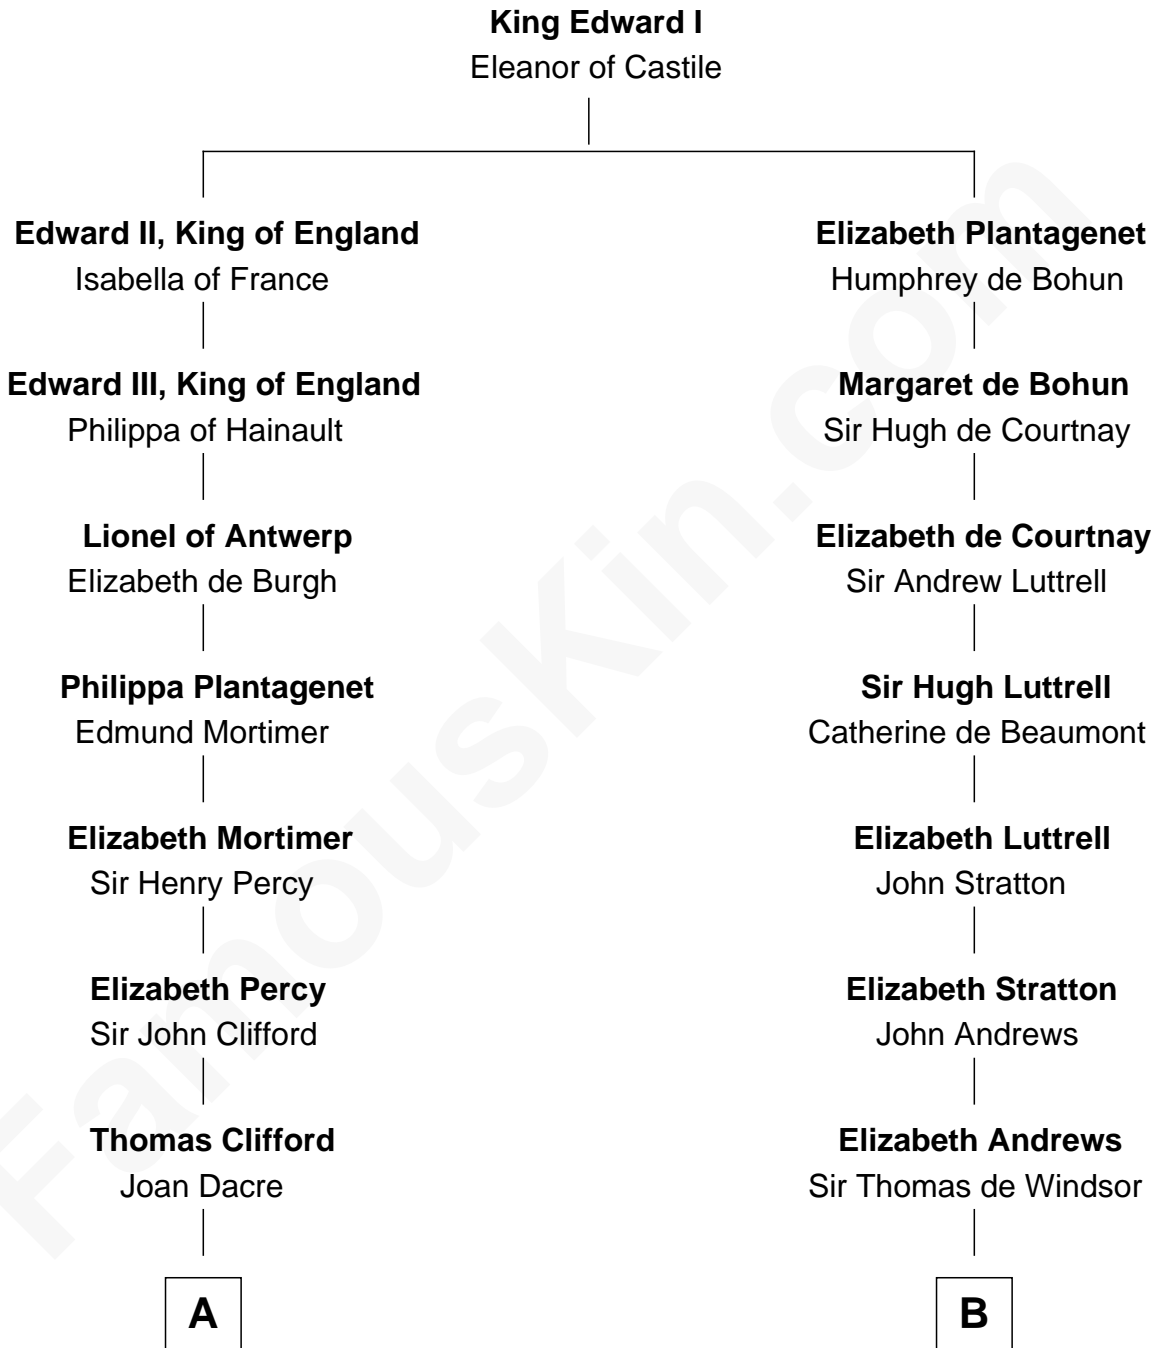 King Edward I
Eleanor of Castile
Edward II, King of England
Isabella of France
Elizabeth Plantagenet
Humphrey de Bohun
Edward III, King of England
Philippa of Hainault
Margaret de Bohun
Sir Hugh de Courtnay
Lionel of Antwerp
Elizabeth de Burgh
Elizabeth de Courtnay
Sir Andrew Luttrell
Philippa Plantagenet
Edmund Mortimer
Sir Hugh Luttrell
Catherine de Beaumont
Elizabeth Mortimer
Sir Henry Percy
Elizabeth Luttrell
John Stratton
Elizabeth Percy
Sir John Clifford
Elizabeth Stratton
John Andrews
Thomas Clifford
Joan Dacre
Elizabeth Andrews
Sir Thomas de Windsor
A
B
FamousKin.com